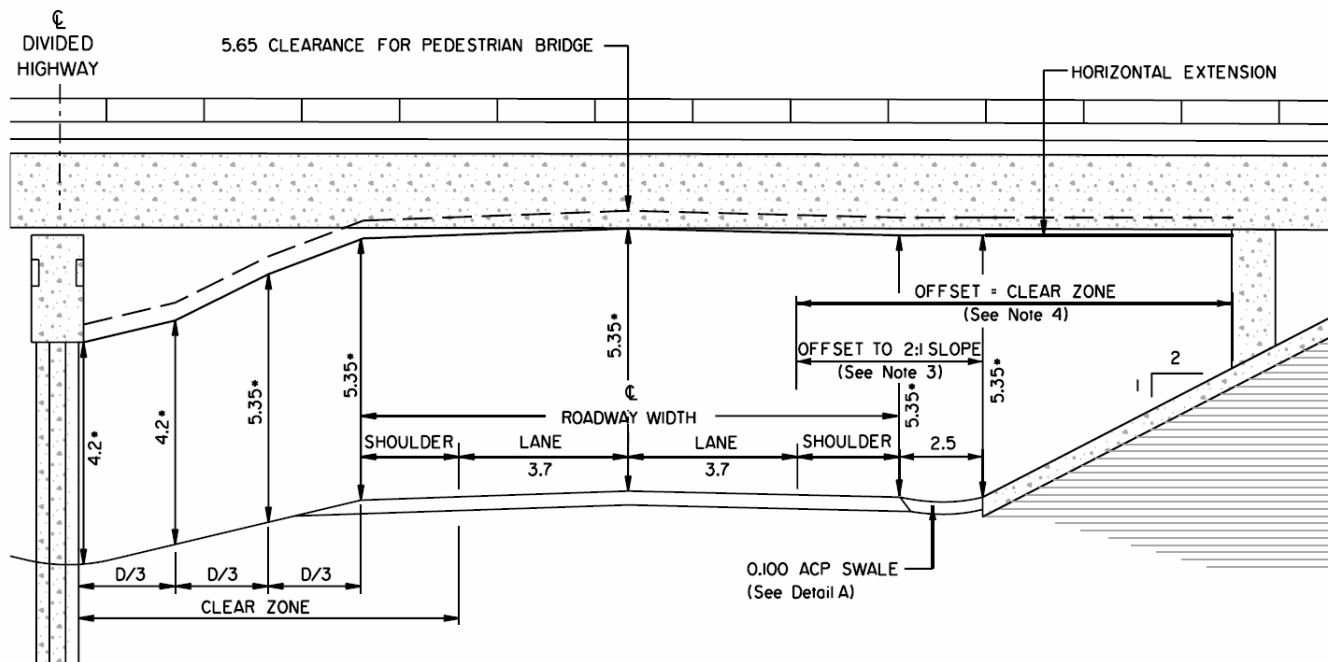 ℄
DIVIDED
HIGHWAY
5.65 CLEARANCE FOR PEDESTRIAN BRIDGE
HORIZONTAL EXTENSION
OFFSET = CLEAR ZONE
(See Note 4)
OFFSET TO 2:1 SLOPE
(See Note 3)
2
1
4.2*
4.2*
5.35*
5.35*
5.35*
5.35*
5.35*
℄
ROADWAY WIDTH
SHOULDER
LANE
LANE
SHOULDER
2.5
3.7
3.7
D/3
D/3
D/3
CLEAR ZONE
0.100 ACP SWALE
(See Detail A)